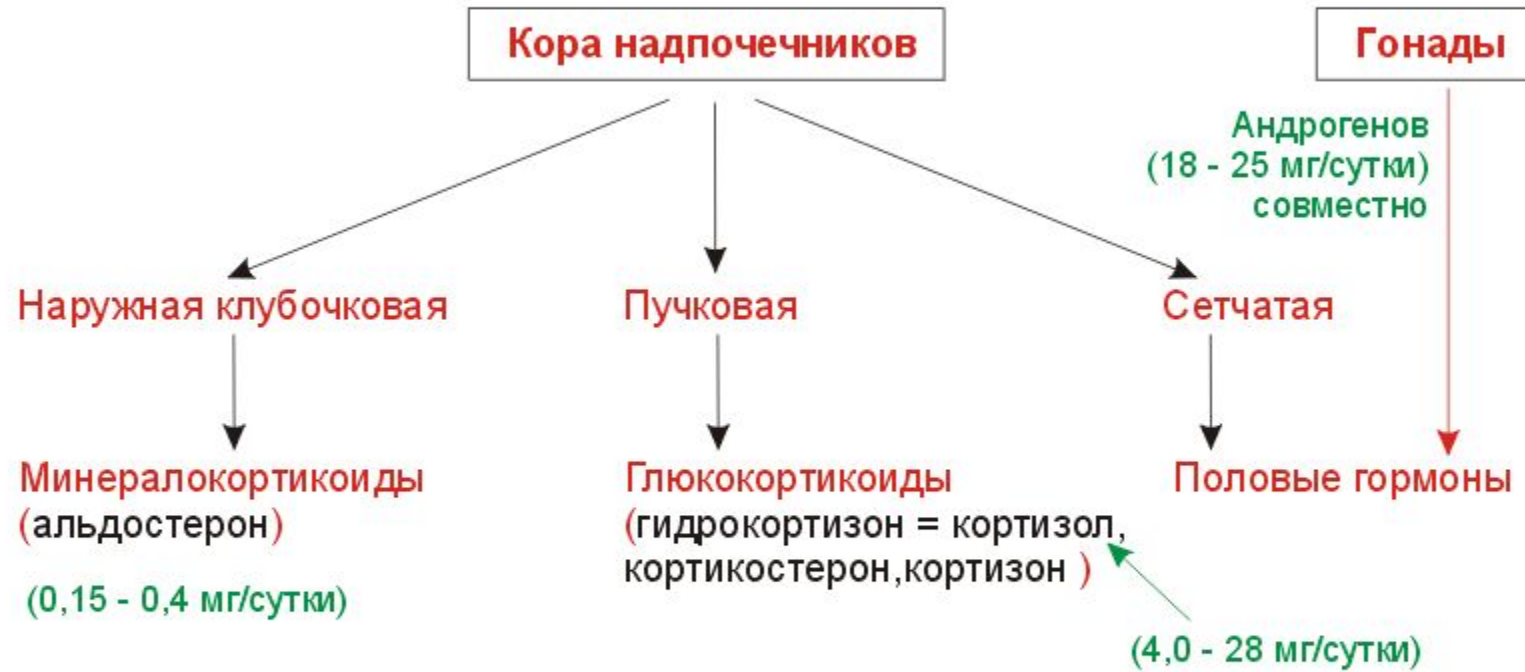 Кора надпочечников
Гонады
Андрогенов
(18 - 25 мг/сутки)
совместно
Наружная клубочковая
Пучковая
Сетчатая
Минералокортикоиды
(альдостерон)
(0,15 - 0,4 мг/сутки)
Глюкокортикоиды
(гидрокортизон = кортизол,
кортикостерон,кортизон )
(4,0 - 28 мг/сутки)
Половые гормоны